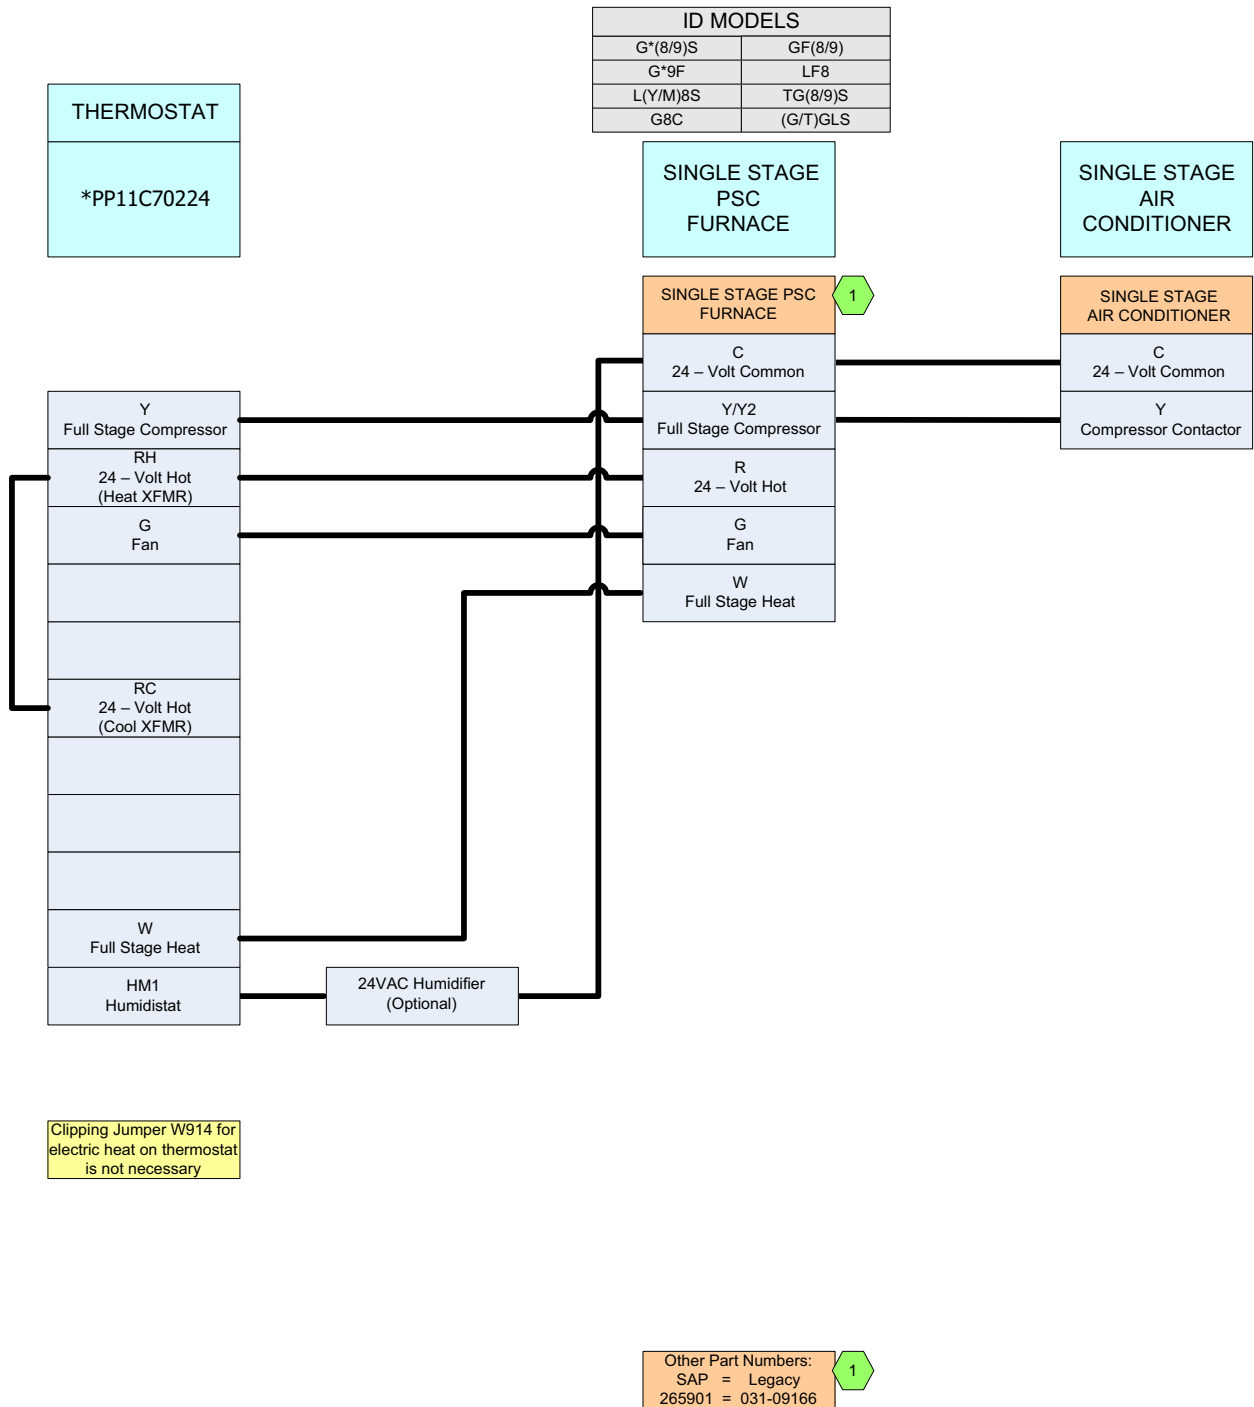 ID MODELS
G*(8/9)S GF(8/9)
G*9F LF8
L(Y/M)8S TG(8/9)S
G8C (G/T)GLS
THERMOSTAT
*PP11C70224
SINGLE STAGE
PSC
FURNACE
SINGLE STAGE
AIR
CONDITIONER
SINGLE STAGE PSC
FURNACE
1
SINGLE STAGE
AIR CONDITIONER
C
24 – Volt Common
C
24 – Volt Common
Y
Full Stage Compressor
Y/Y2
Full Stage Compressor
Y
Compressor Contactor
RH
24 – Volt Hot
(Heat XFMR)
R
24 – Volt Hot
G
Fan
G
Fan
W
Full Stage Heat
RC
24 – Volt Hot
(Cool XFMR)
W
Full Stage Heat
HM1
Humidistat
24VAC Humidifier
(Optional)
Clipping Jumper W914 for
electric heat on thermostat
is not necessary
Other Part Numbers:
SAP = Legacy
265901 = 031-09166
1